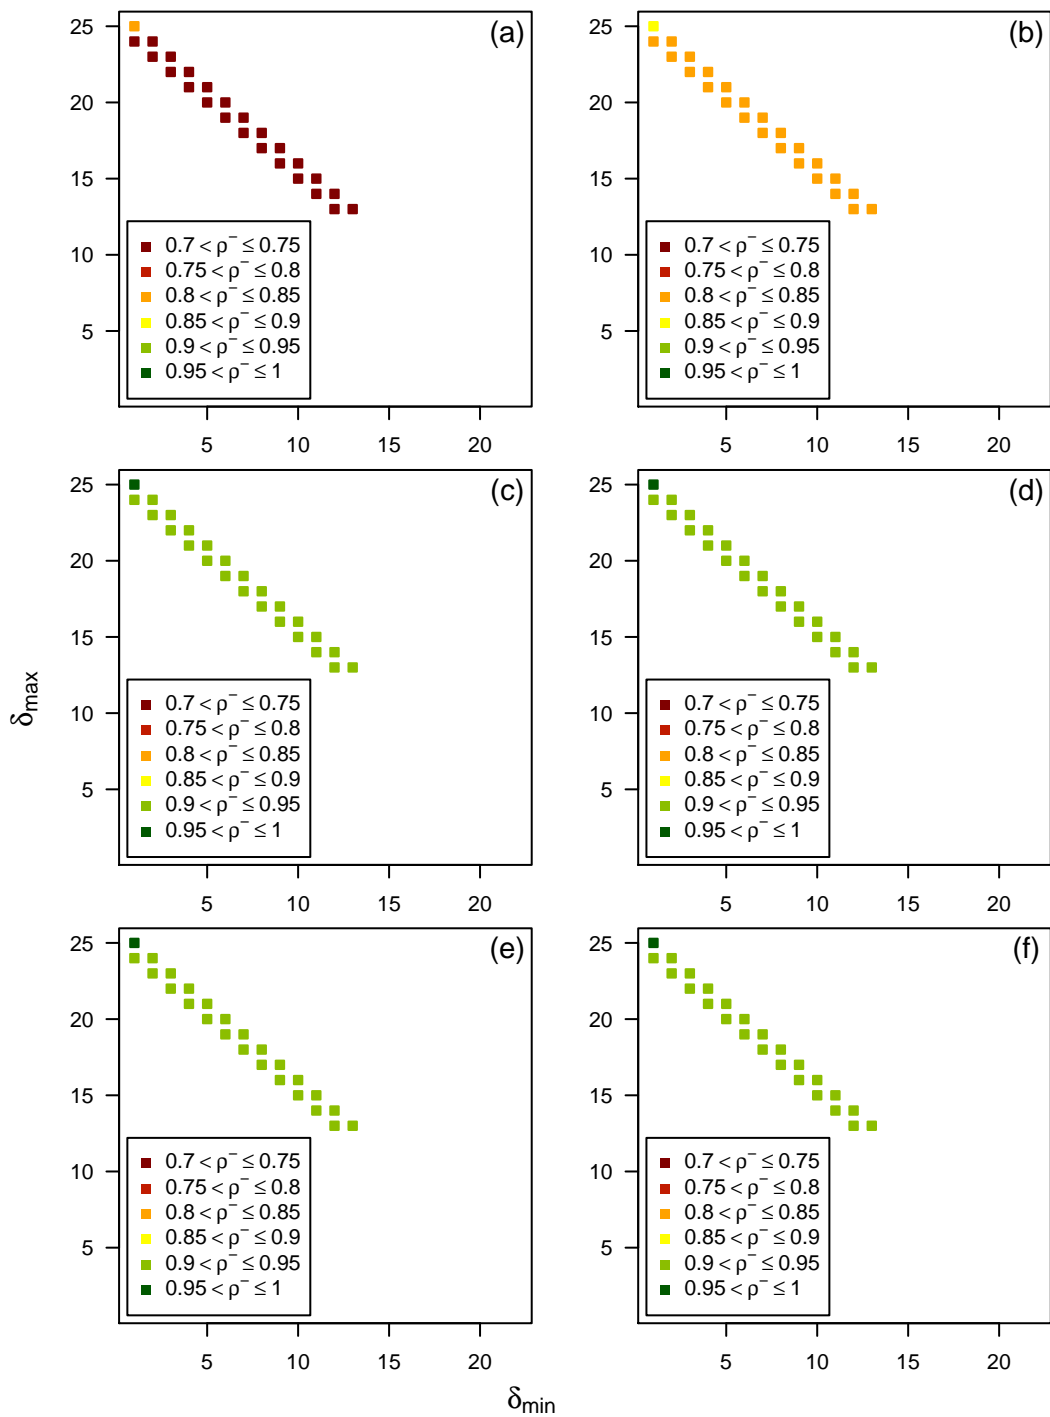 (a)
25
20
15
10
5
0.7 < ρ⁻ ≤ 0.75
0.75 < ρ⁻ ≤ 0.8
0.8 < ρ⁻ ≤ 0.85
0.85 < ρ⁻ ≤ 0.9
0.9 < ρ⁻ ≤ 0.95
0.95 < ρ⁻ ≤ 1
5 10 15 20
(b)
25
20
15
10
5
0.7 < ρ⁻ ≤ 0.75
0.75 < ρ⁻ ≤ 0.8
0.8 < ρ⁻ ≤ 0.85
0.85 < ρ⁻ ≤ 0.9
0.9 < ρ⁻ ≤ 0.95
0.95 < ρ⁻ ≤ 1
5 10 15 20
δmax
(c)
25
20
15
10
5
0.7 < ρ⁻ ≤ 0.75
0.75 < ρ⁻ ≤ 0.8
0.8 < ρ⁻ ≤ 0.85
0.85 < ρ⁻ ≤ 0.9
0.9 < ρ⁻ ≤ 0.95
0.95 < ρ⁻ ≤ 1
5 10 15 20
(d)
25
20
15
10
5
0.7 < ρ⁻ ≤ 0.75
0.75 < ρ⁻ ≤ 0.8
0.8 < ρ⁻ ≤ 0.85
0.85 < ρ⁻ ≤ 0.9
0.9 < ρ⁻ ≤ 0.95
0.95 < ρ⁻ ≤ 1
5 10 15 20
(e)
25
20
15
10
5
0.7 < ρ⁻ ≤ 0.75
0.75 < ρ⁻ ≤ 0.8
0.8 < ρ⁻ ≤ 0.85
0.85 < ρ⁻ ≤ 0.9
0.9 < ρ⁻ ≤ 0.95
0.95 < ρ⁻ ≤ 1
5 10 15 20
(f)
25
20
15
10
5
0.7 < ρ⁻ ≤ 0.75
0.75 < ρ⁻ ≤ 0.8
0.8 < ρ⁻ ≤ 0.85
0.85 < ρ⁻ ≤ 0.9
0.9 < ρ⁻ ≤ 0.95
0.95 < ρ⁻ ≤ 1
5 10 15 20
δmin